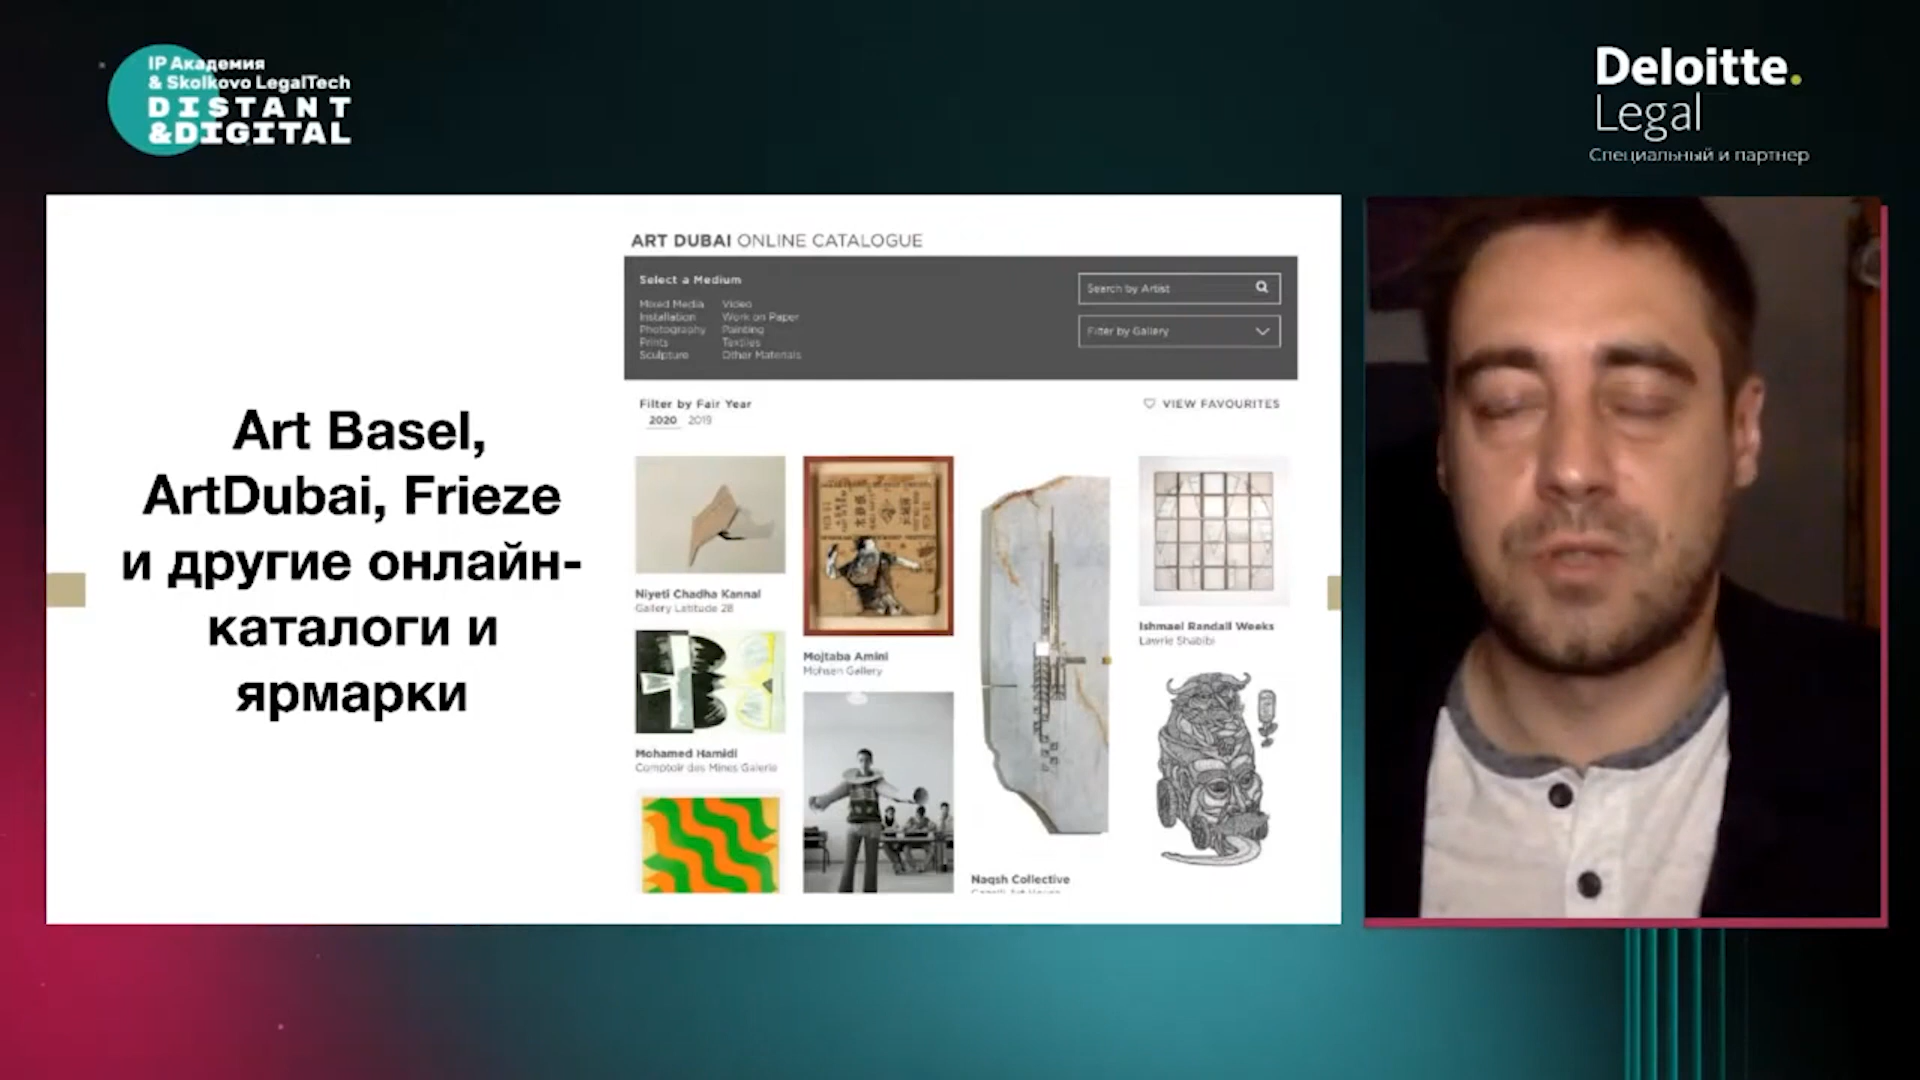 IP Академия
& Skolkovo LegalTech
DISTANT
&DIGITAL
Deloitte.
Legal
Специальный и партнер
Art Basel,
ArtDubai, Frieze
и другие онлайн-
каталоги и
ярмарки
ART DUBAI ONLINE CATALOGUE
Select a Medium
Mixed Media Video
Installation Work on Paper
Photography Painting
Prints Textiles
Sculpture Other Materials
Search by Artist
Filter by Gallery
Filter by Fair Year
2020 2019
VIEW FAVOURITES
Niyeti Chadha Kannal
Gallery Latitude 28
Mojtaba Amini
Mohsen Gallery
Ishmael Randall Weeks
Lawrie Shabibi
Mohamed Hamidi
Comptoir des Mines Galerie
Naqsh Collective